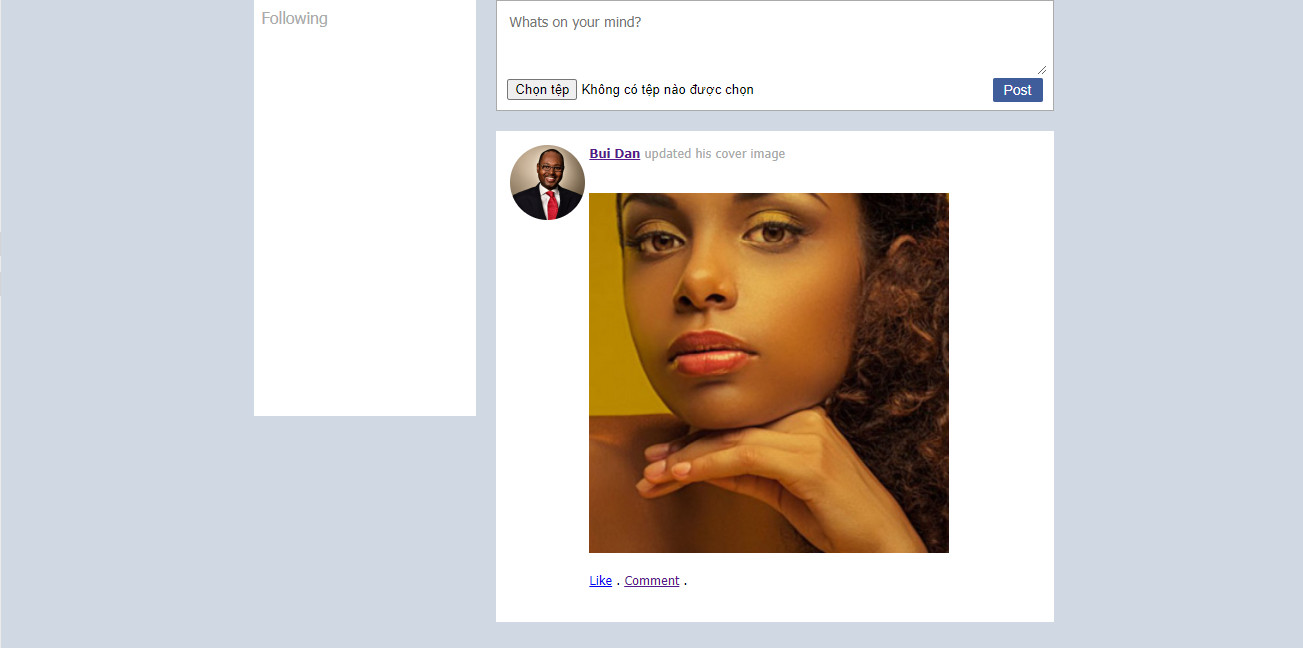 Following
Whats on your mind?
Chọn tệp Không có tệp nào được chọn
Post
Bui Dan updated his cover image
Like . Comment .